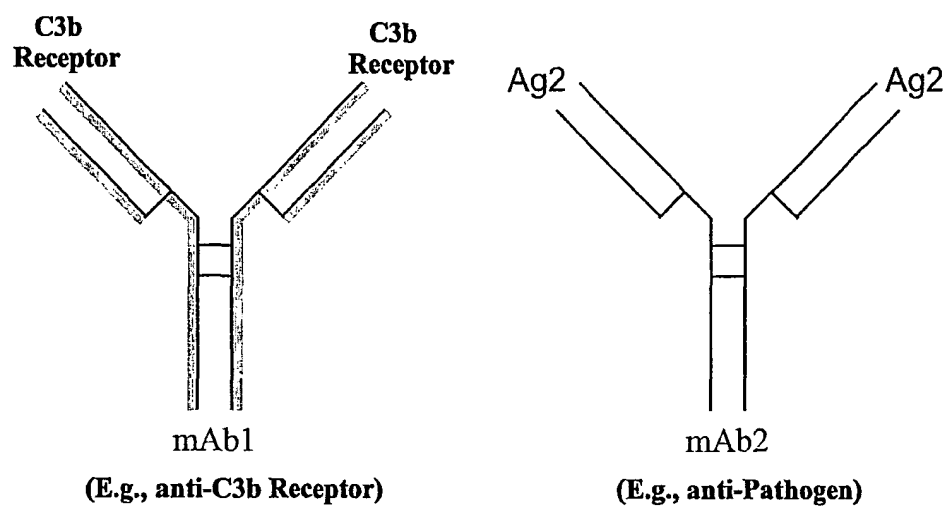 C3b
Receptor
C3b
Receptor
Ag2
Ag2
mAb1
(E.g., anti-C3b Receptor)
mAb2
(E.g., anti-Pathogen)